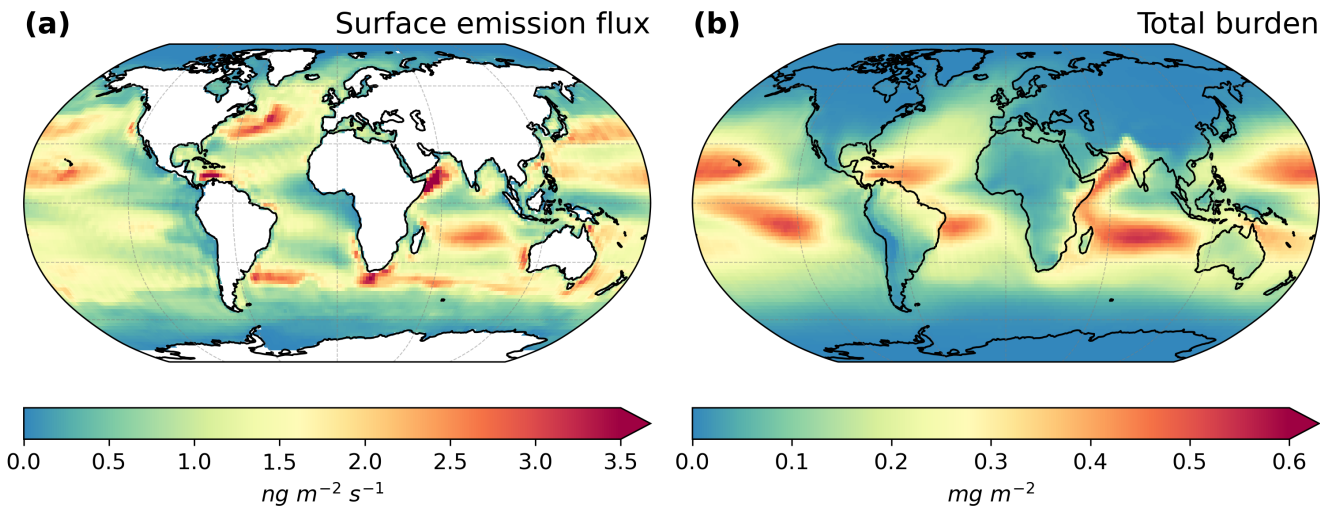 (a) Surface emission flux
(b) Total burden
0.0 0.5 1.0 1.5 2.0 2.5 3.0 3.5
ng m⁻² s⁻¹
0.0 0.1 0.2 0.3 0.4 0.5 0.6
mg m⁻²